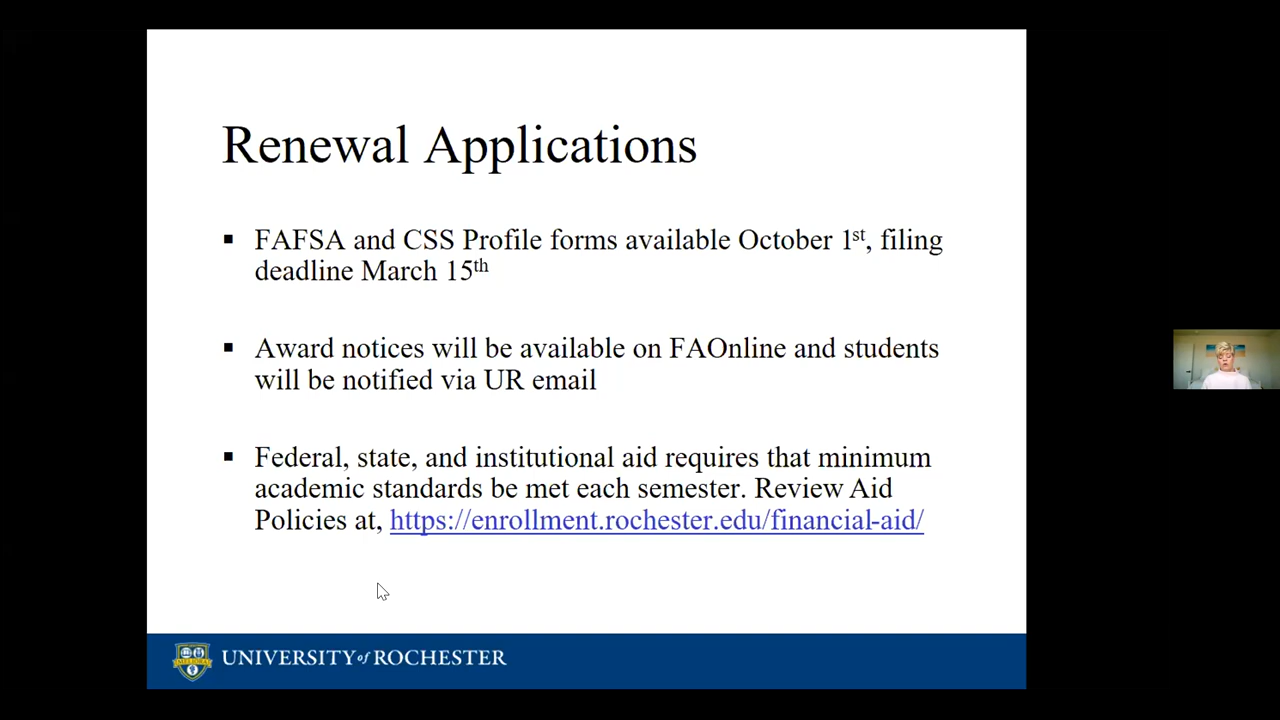 Renewal Applications
▪ FAFSA and CSS Profile forms available October 1st, filing
deadline March 15th
▪ Award notices will be available on FAOnline and students
will be notified via UR email
▪ Federal, state, and institutional aid requires that minimum
academic standards be met each semester. Review Aid
Policies at, https://enrollment.rochester.edu/financial-aid/
MELIORA
UNIVERSITY of ROCHESTER